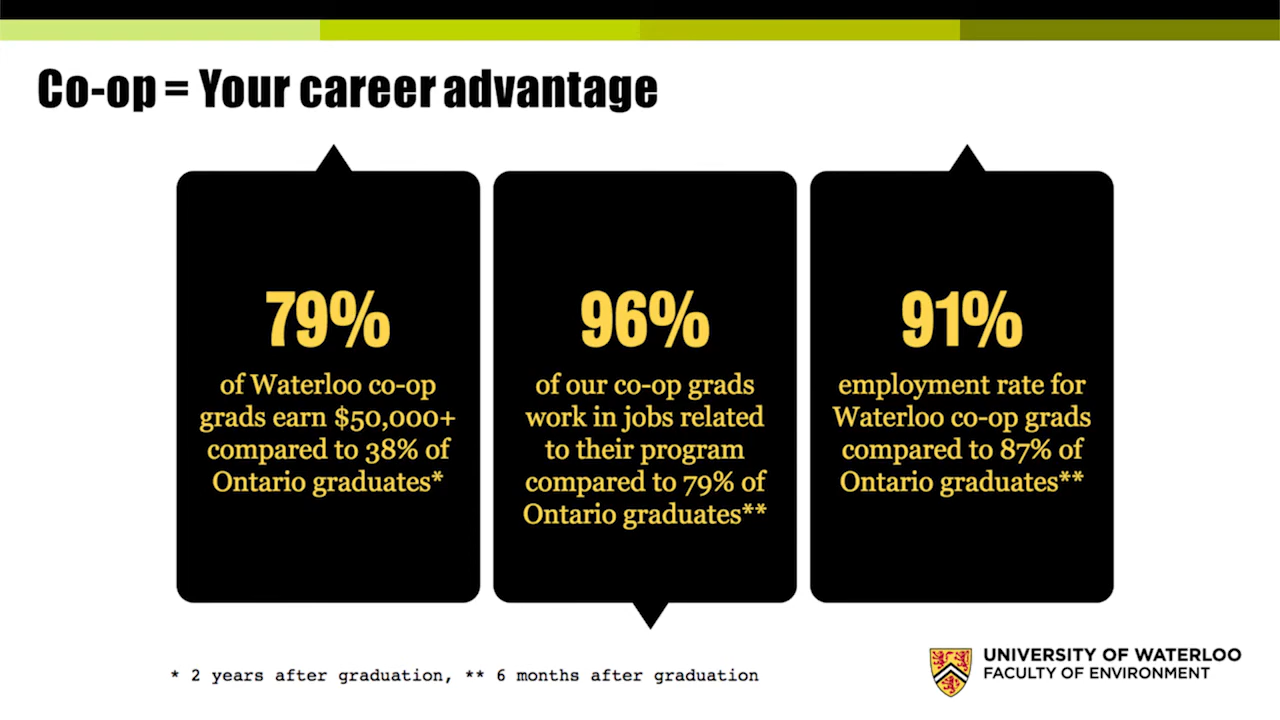 Co-op = Your career advantage
79%
of Waterloo co-op
grads earn $50,000+
compared to 38% of
Ontario graduates*
96%
of our co-op grads
work in jobs related
to their program
compared to 79% of
Ontario graduates**
91%
employment rate for
Waterloo co-op grads
compared to 87% of
Ontario graduates**
* 2 years after graduation, ** 6 months after graduation
UNIVERSITY OF WATERLOO
FACULTY OF ENVIRONMENT